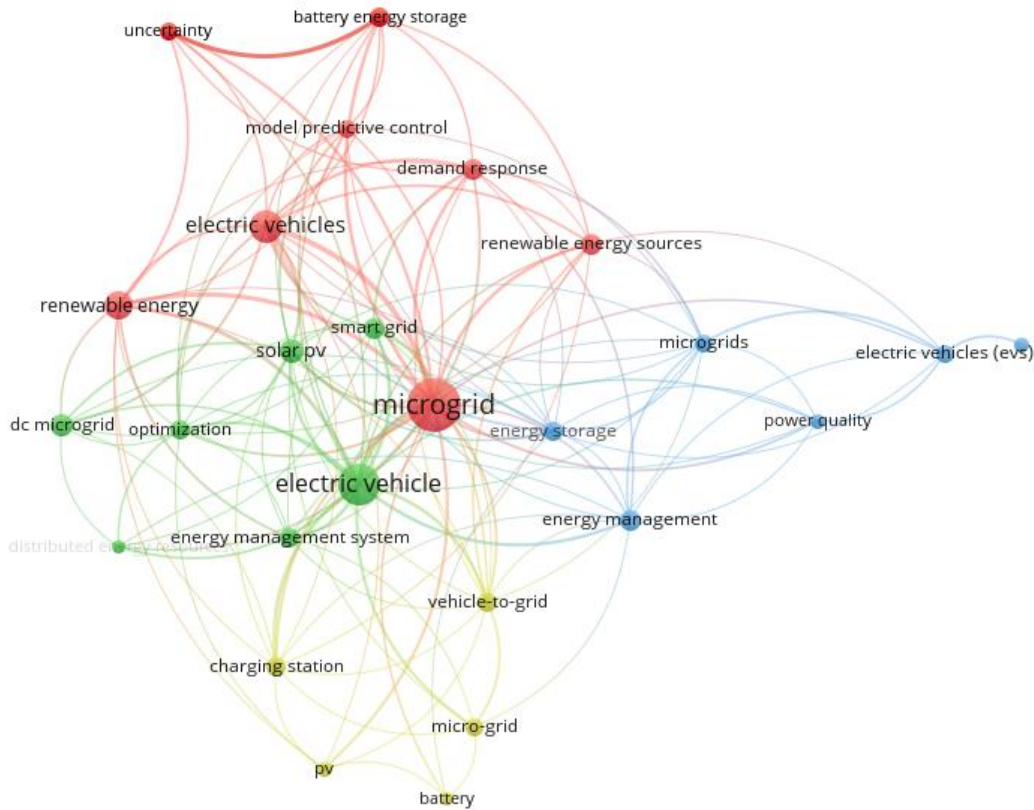 battery energy storage
uncertainty
model predictive control
demand response
electric vehicles
renewable energy sources
renewable energy
smart grid
solar pv
microgrids
electric vehicles (evs)
microgrid
dc microgrid
optimization
energy storage
power quality
electric vehicle
energy management
energy management system
distributed energy
vehicle-to-grid
charging station
micro-grid
pv
battery